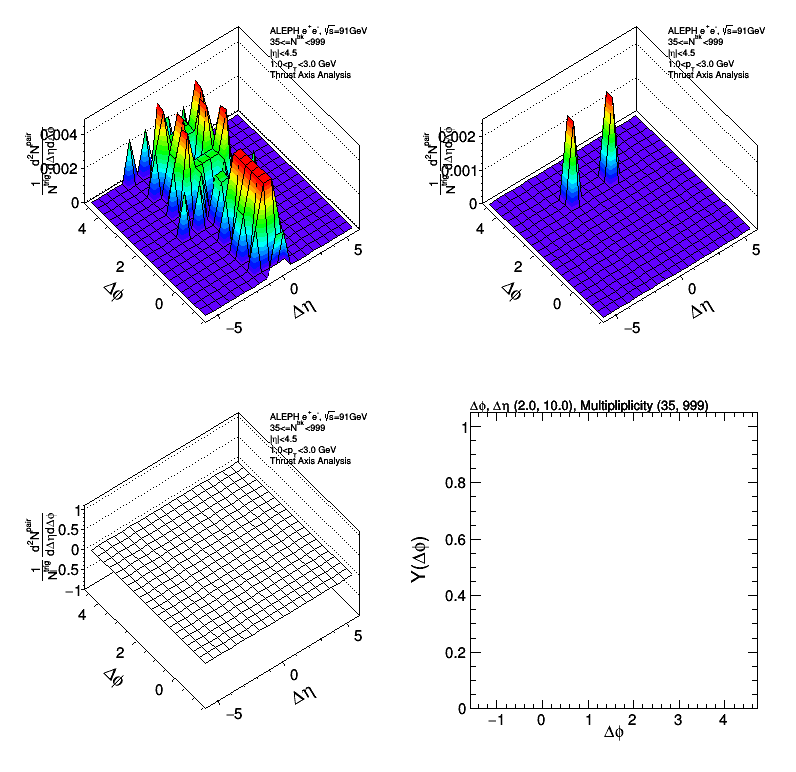 ALEPH e⁺e⁻, √s=91GeV
35<=N^trk<999
|η|<4.5
1.0<p_T<3.0 GeV
Thrust Axis Analysis
1/N^trig d²N^pair/dΔηdΔφ
0.004
0.002
0
4
2
0
Δφ
−5
0
5
Δη
ALEPH e⁺e⁻, √s=91GeV
35<=N^trk<999
|η|<4.5
1.0<p_T<3.0 GeV
Thrust Axis Analysis
1/N^trig d²N^pair/dΔηdΔφ
0.002
0.001
0
4
2
0
Δφ
−5
0
5
Δη
ALEPH e⁺e⁻, √s=91GeV
35<=N^trk<999
|η|<4.5
1.0<p_T<3.0 GeV
Thrust Axis Analysis
1/N^trig d²N^pair/dΔηdΔφ
1
0.5
0
−0.5
−1
4
2
0
Δφ
−5
0
5
Δη
Δφ, Δη (2.0, 10.0), Multipliplicity (35, 999)
Y(Δφ)
1
0.8
0.6
0.4
0.2
0
−1 0 1 2 3 4
Δφ